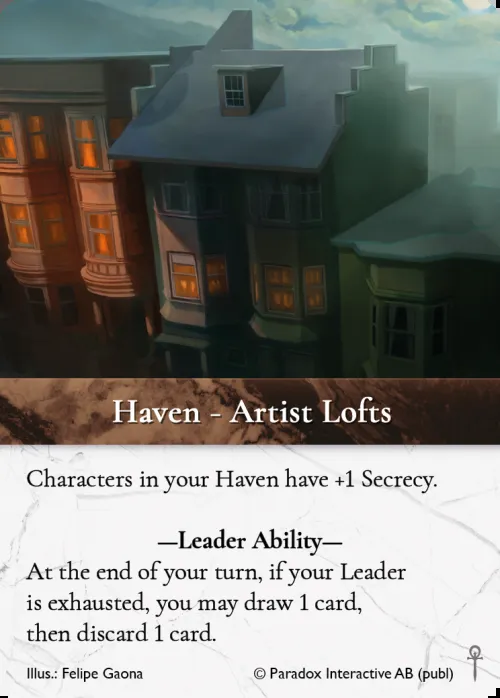 Haven - Artist Lofts
Characters in your Haven have +1 Secrecy.
—Leader Ability—
At the end of your turn, if your Leader
is exhausted, you may draw 1 card,
then discard 1 card.
Illus.: Felipe Gaona
© Paradox Interactive AB (publ)